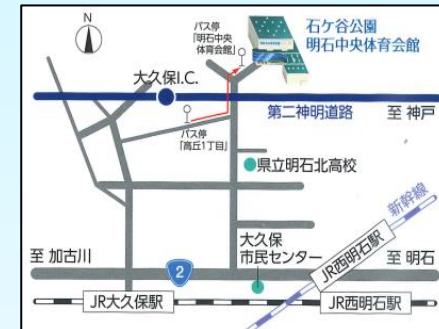 N
バス停
「明石中央
体育会館」
石ケ谷公園
明石中央体育会館
大久保I.C.
第二神明道路
至 神戸
バス停
「高丘1丁目」
県立明石北高校
新幹線
至 加古川
2
大久保
市民センター
JR西明石駅
至 明石
JR大久保駅
JR西明石駅